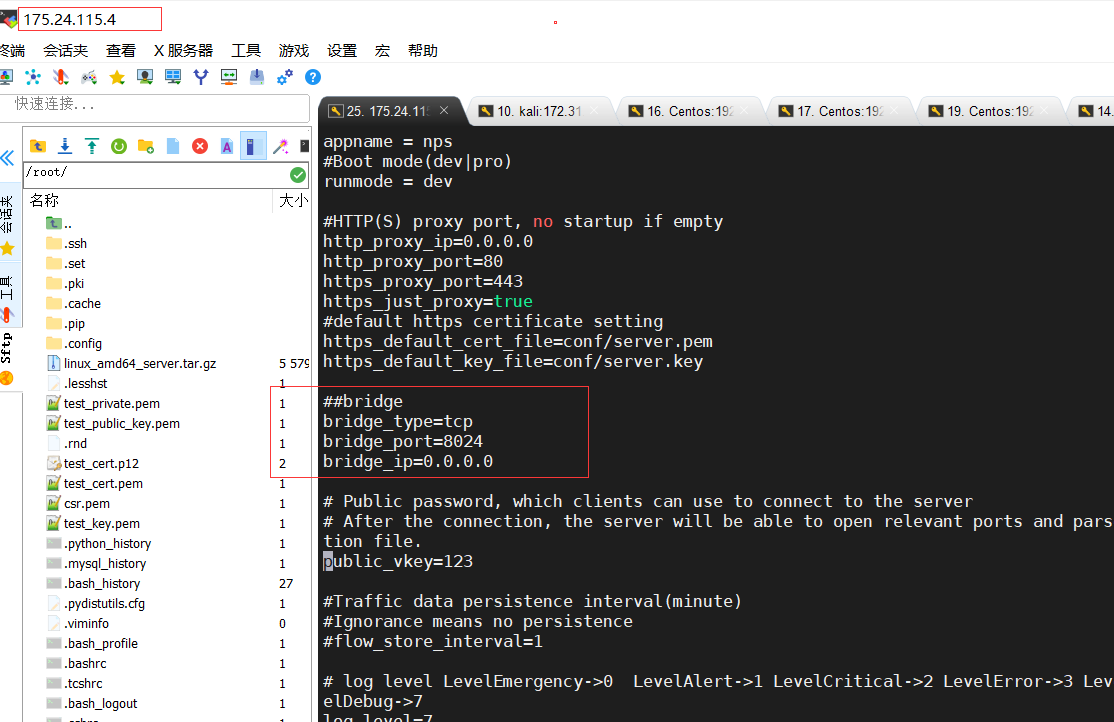 175.24.115.4
终端 会话夹 查看 X 服务器 工具 游戏 设置 宏 帮助
快速连接...
25. 175.24.11
10. kali:172.31
16. Centos:192
17. Centos:192
19. Centos:192
14.
会话夹
工具
Sftp
/root/
名称 大小
..
.ssh
.set
.pki
.cache
.pip
.config
linux_amd64_server.tar.gz 5 579
.lesshst 1
test_private.pem 1
test_public_key.pem 1
.rnd 1
test_cert.p12 2
test_cert.pem 1
csr.pem 1
test_key.pem 1
.python_history 1
.mysql_history 1
.bash_history 27
.pydistutils.cfg 1
.viminfo 0
.bash_profile 1
.bashrc 1
.tcshrc 1
.bash_logout 1
appname = nps
#Boot mode(dev|pro)
runmode = dev
#HTTP(S) proxy port, no startup if empty
http_proxy_ip=0.0.0.0
http_proxy_port=80
https_proxy_port=443
https_just_proxy=true
#default https certificate setting
https_default_cert_file=conf/server.pem
https_default_key_file=conf/server.key
##bridge
bridge_type=tcp
bridge_port=8024
bridge_ip=0.0.0.0
# Public password, which clients can use to connect to the server
# After the connection, the server will be able to open relevant ports and pars
tion file.
public_vkey=123
#Traffic data persistence interval(minute)
#Ignorance means no persistence
#flow_store_interval=1
# log level LevelEmergency->0  LevelAlert->1 LevelCritical->2 LevelError->3 Lev
elDebug->7
log_level=7